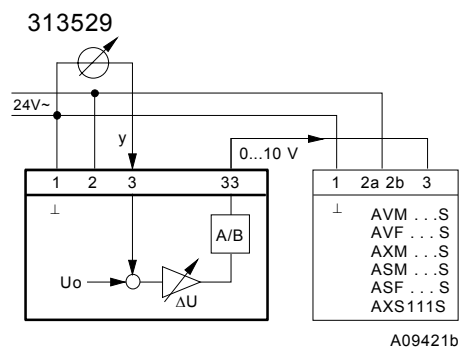 313529
24V~
y
0...10 V
1 2 3 33
1 2a 2b 3
⊥
⊥
A/B
Uo
ΔU
AVM . . . S
AVF . . . S
AXM . . . S
ASM . . . S
ASF . . . S
AXS111S
A09421b